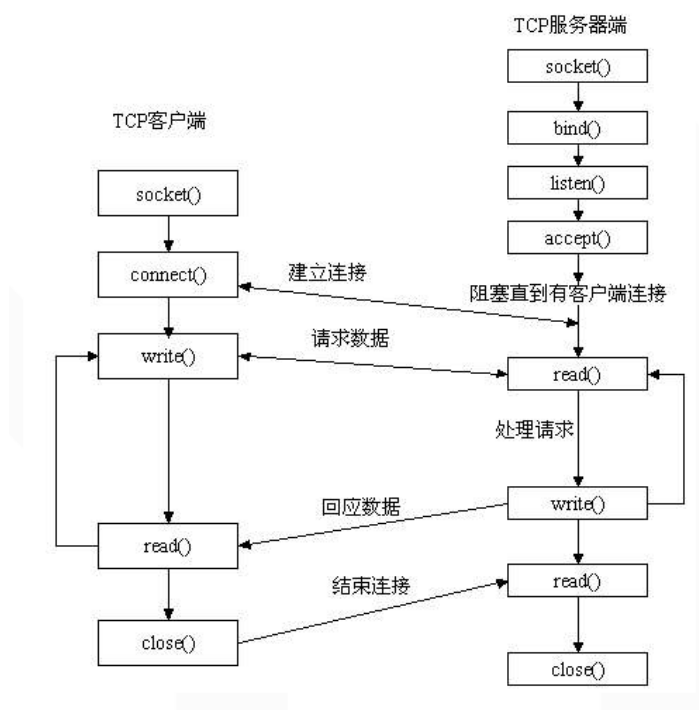 TCP服务器端
socket()
bind()
TCP客户端
listen()
socket()
accept()
connect()
建立连接
阻塞直到有客户端连接
请求数据
write()
read()
处理请求
回应数据
write()
read()
结束连接
read()
close()
close()